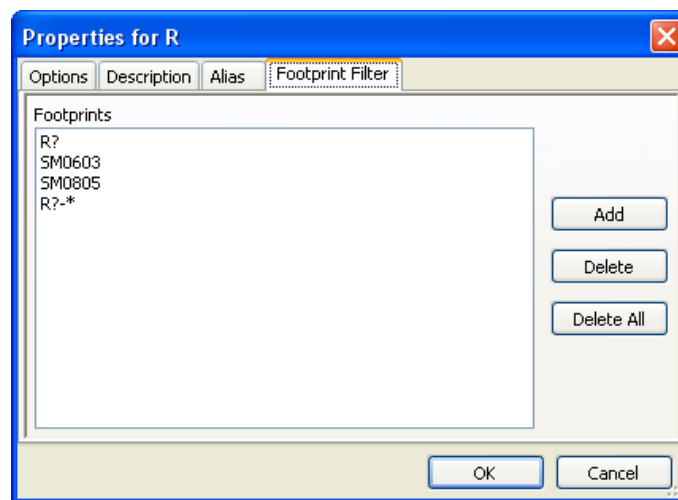 Properties for R
Options Description Alias Footprint Filter
Footprints
R?
SM0603
SM0805
R?-*
Add
Delete
Delete All
OK Cancel